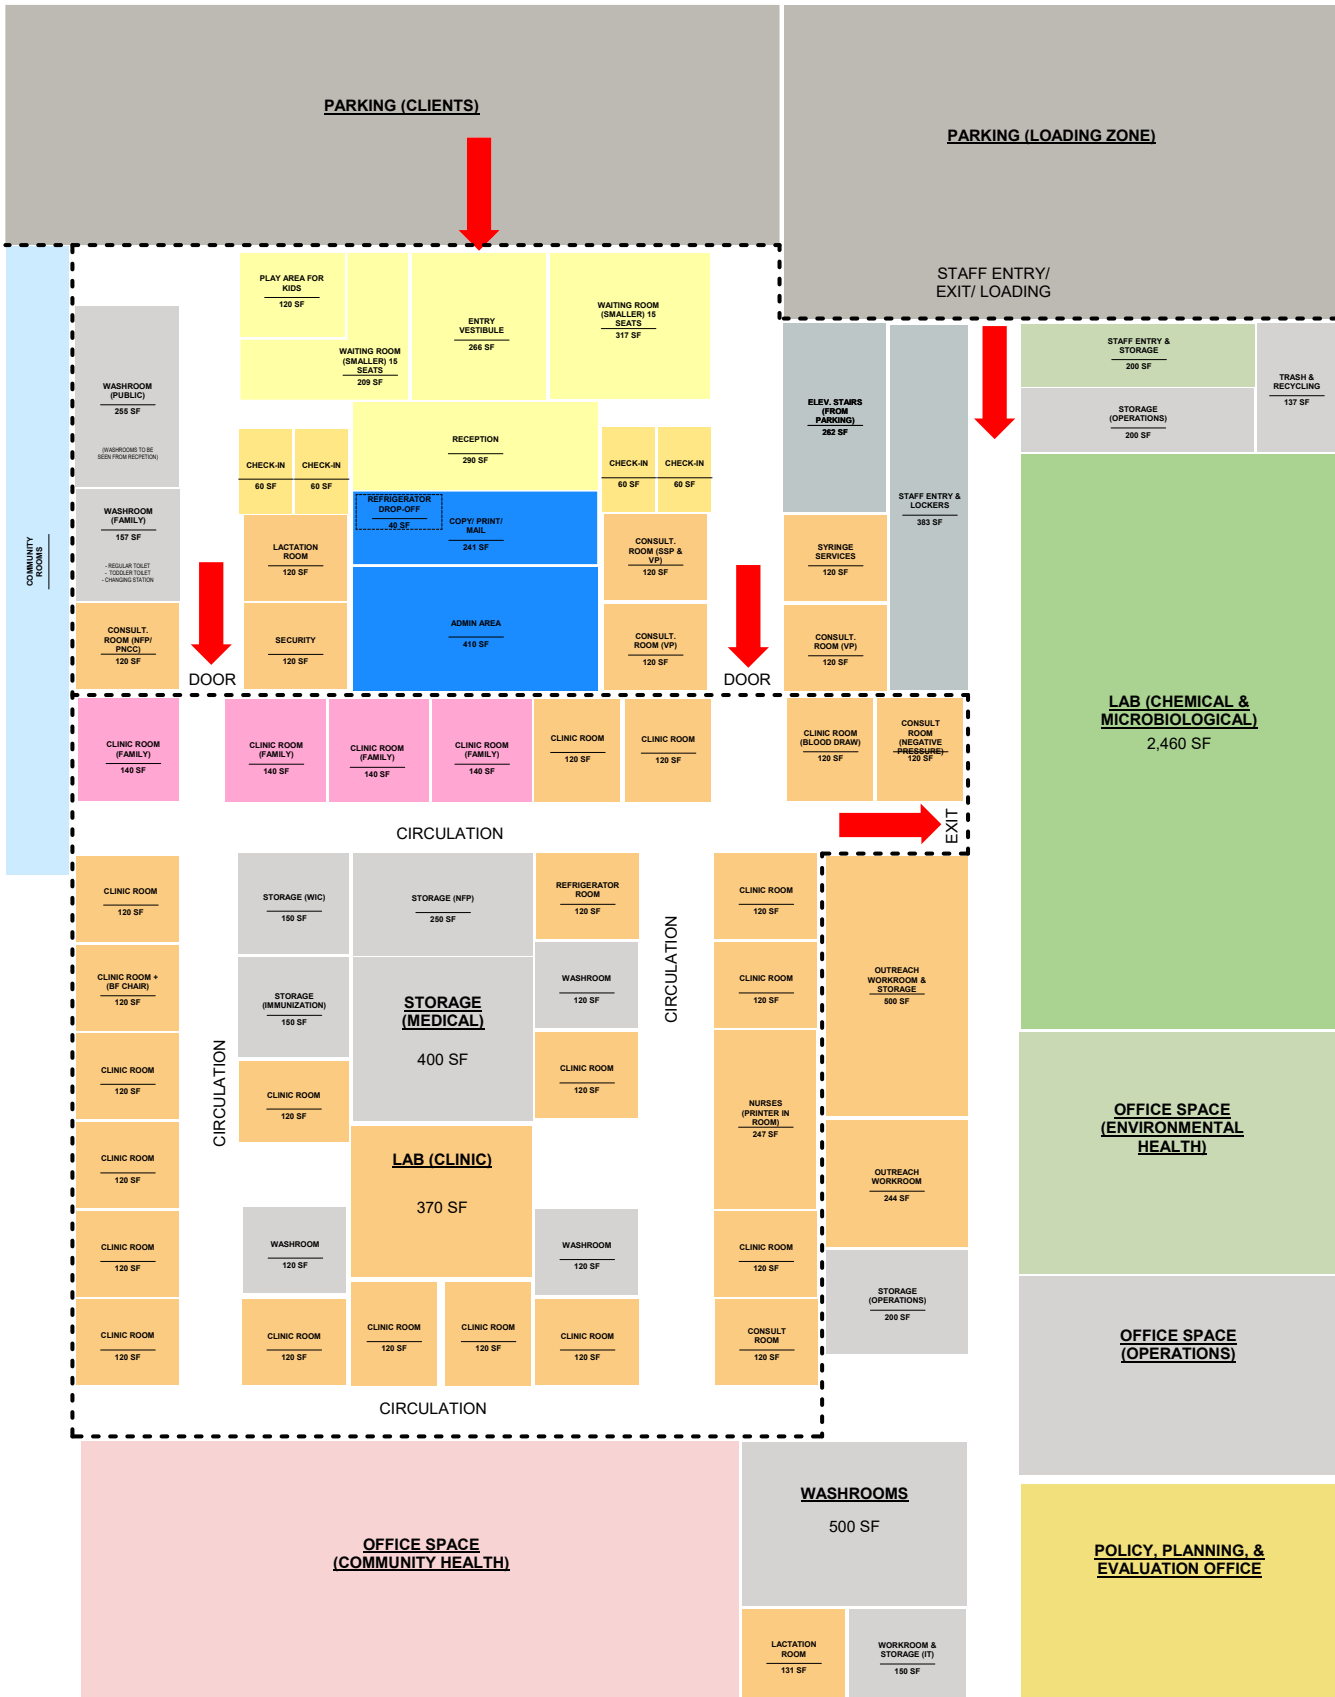 PARKING (CLIENTS)
PARKING (LOADING ZONE)
STAFF ENTRY/
EXIT/ LOADING
COMMUNITY
ROOMS
WASHROOM
(PUBLIC)
255 SF
(WASHROOMS TO BE
SEEN FROM RECPETION)
WASHROOM
(FAMILY)
157 SF
- REGULAR TOILET
- TODDLER TOILET
- CHANGING STATION
CONSULT.
ROOM (NFP/
PNCC)
120 SF
PLAY AREA FOR
KIDS
120 SF
WAITING ROOM
(SMALLER) 15
SEATS
209 SF
ENTRY
VESTIBULE
266 SF
WAITING ROOM
(SMALLER) 15
SEATS
317 SF
RECEPTION
290 SF
CHECK-IN
60 SF
CHECK-IN
60 SF
CHECK-IN
60 SF
CHECK-IN
60 SF
REFRIGERATOR
DROP-OFF
40 SF
COPY/ PRINT/
MAIL
241 SF
LACTATION
ROOM
120 SF
SECURITY
120 SF
ADMIN AREA
410 SF
CONSULT.
ROOM (SSP &
VP)
120 SF
CONSULT.
ROOM (VP)
120 SF
DOOR
DOOR
ELEV. STAIRS
(FROM
PARKING)
262 SF
STAFF ENTRY &
LOCKERS
383 SF
SYRINGE
SERVICES
120 SF
CONSULT.
ROOM (VP)
120 SF
STAFF ENTRY &
STORAGE
200 SF
STORAGE
(OPERATIONS)
200 SF
TRASH &
RECYCLING
137 SF
LAB (CHEMICAL &
MICROBIOLOGICAL)
2,460 SF
CLINIC ROOM
(FAMILY)
140 SF
CLINIC ROOM
(FAMILY)
140 SF
CLINIC ROOM
(FAMILY)
140 SF
CLINIC ROOM
(FAMILY)
140 SF
CLINIC ROOM
120 SF
CLINIC ROOM
120 SF
CLINIC ROOM
(BLOOD DRAW)
120 SF
CONSULT
ROOM
(NEGATIVE
PRESSURE)
120 SF
CIRCULATION
EXIT
CLINIC ROOM
120 SF
CLINIC ROOM +
(BF CHAIR)
120 SF
CLINIC ROOM
120 SF
CLINIC ROOM
120 SF
CLINIC ROOM
120 SF
CLINIC ROOM
120 SF
CIRCULATION
STORAGE (WIC)
150 SF
STORAGE
(IMMUNIZATION)
150 SF
CLINIC ROOM
120 SF
WASHROOM
120 SF
CLINIC ROOM
120 SF
STORAGE (NFP)
250 SF
STORAGE
(MEDICAL)
400 SF
LAB (CLINIC)
370 SF
CLINIC ROOM
120 SF
CLINIC ROOM
120 SF
REFRIGERATOR
ROOM
120 SF
WASHROOM
120 SF
CLINIC ROOM
120 SF
WASHROOM
120 SF
CLINIC ROOM
120 SF
CIRCULATION
CLINIC ROOM
120 SF
CLINIC ROOM
120 SF
NURSES
(PRINTER IN
ROOM)
247 SF
CLINIC ROOM
120 SF
CONSULT
ROOM
120 SF
OUTREACH
WORKROOM &
STORAGE
500 SF
OUTREACH
WORKROOM
244 SF
STORAGE
(OPERATIONS)
200 SF
CIRCULATION
OFFICE SPACE
(ENVIRONMENTAL
HEALTH)
OFFICE SPACE
(OPERATIONS)
OFFICE SPACE
(COMMUNITY HEALTH)
WASHROOMS
500 SF
LACTATION
ROOM
131 SF
WORKROOM &
STORAGE (IT)
150 SF
POLICY, PLANNING, &
EVALUATION OFFICE